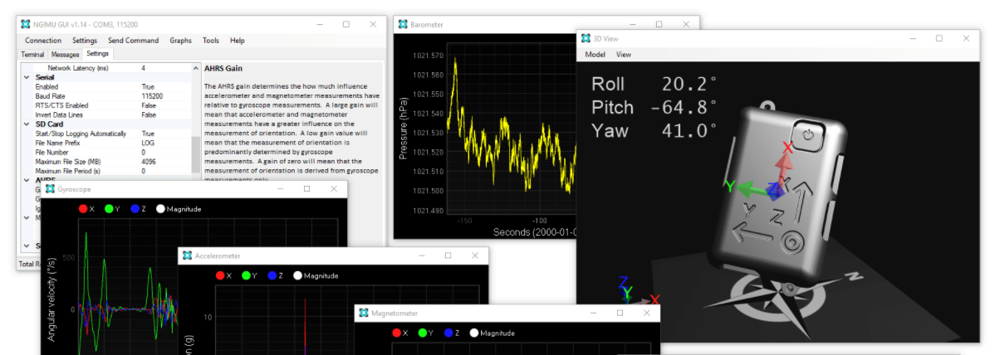 NGIMU GUI v1.14 - COM3, 115200
Connection Settings Send Command Graphs Tools Help
Terminal Messages Settings
Network Latency (ms) 4
Serial
Enabled True
Baud Rate 115200
RTS/CTS Enabled False
Invert Data Lines False
SD Card
Start/Stop Logging Automatically True
File Name Prefix LOG
File Number 0
Maximum File Size (MB) 4096
Maximum File Period (s) 0
AHRS
G
G
Ig
M
S
Total R
AHRS Gain
The AHRS gain determines the how much influence
accelerometer and magnetometer measurements have
relative to gyroscope measurements. A large gain will
mean that accelerometer and magnetometer
measurements have a greater influence on the
measurement of orientation. A low gain value will
mean that the measurement of orientation is
predominantly determined by gyroscope
measurements. A gain of zero will mean that the
measurement of orientation is derived from gyroscope
measurements only.
Barometer
1021.570
1021.560
1021.550
1021.540
1021.530
1021.520
1021.510
1021.500
1021.490
Pressure (hPa)
-150 -100
Seconds (2000-01-0
3D View
Model View
Roll 20.2°
Pitch -64.8°
Yaw 41.0°
X
Y
Z
X
Y
Z
N
Z
Y
X
Gyroscope
X Y Z Magnitude
500
0
Angular velocity (°/s)
Accelerometer
X Y Z Magnitude
10
on (g)
Magnetometer
X Y Z Magnitude